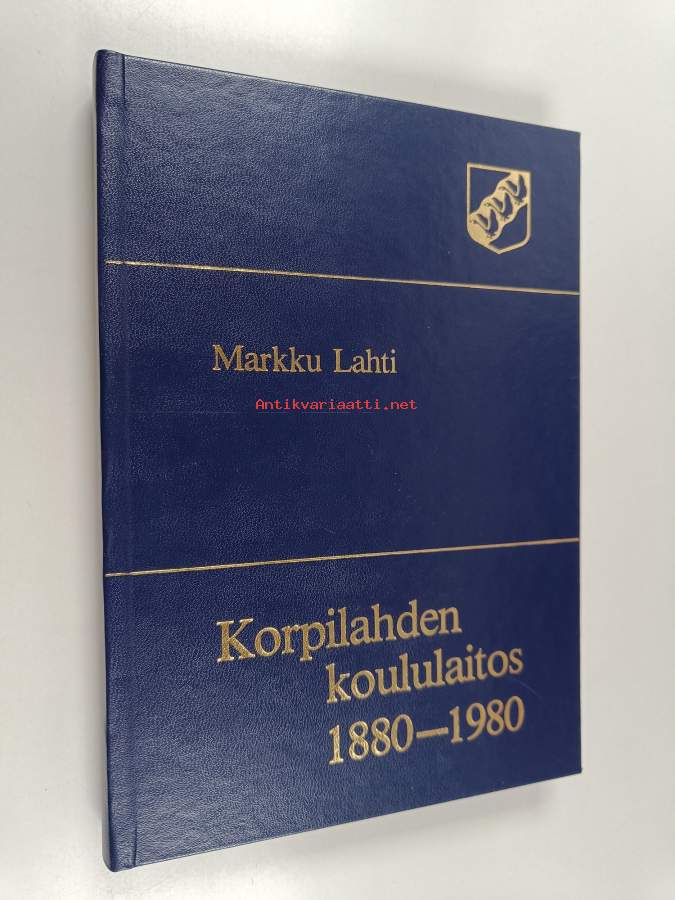 Markku Lahti
Antikvariaatti.net
Korpilahden
koululaitos
1880—1980